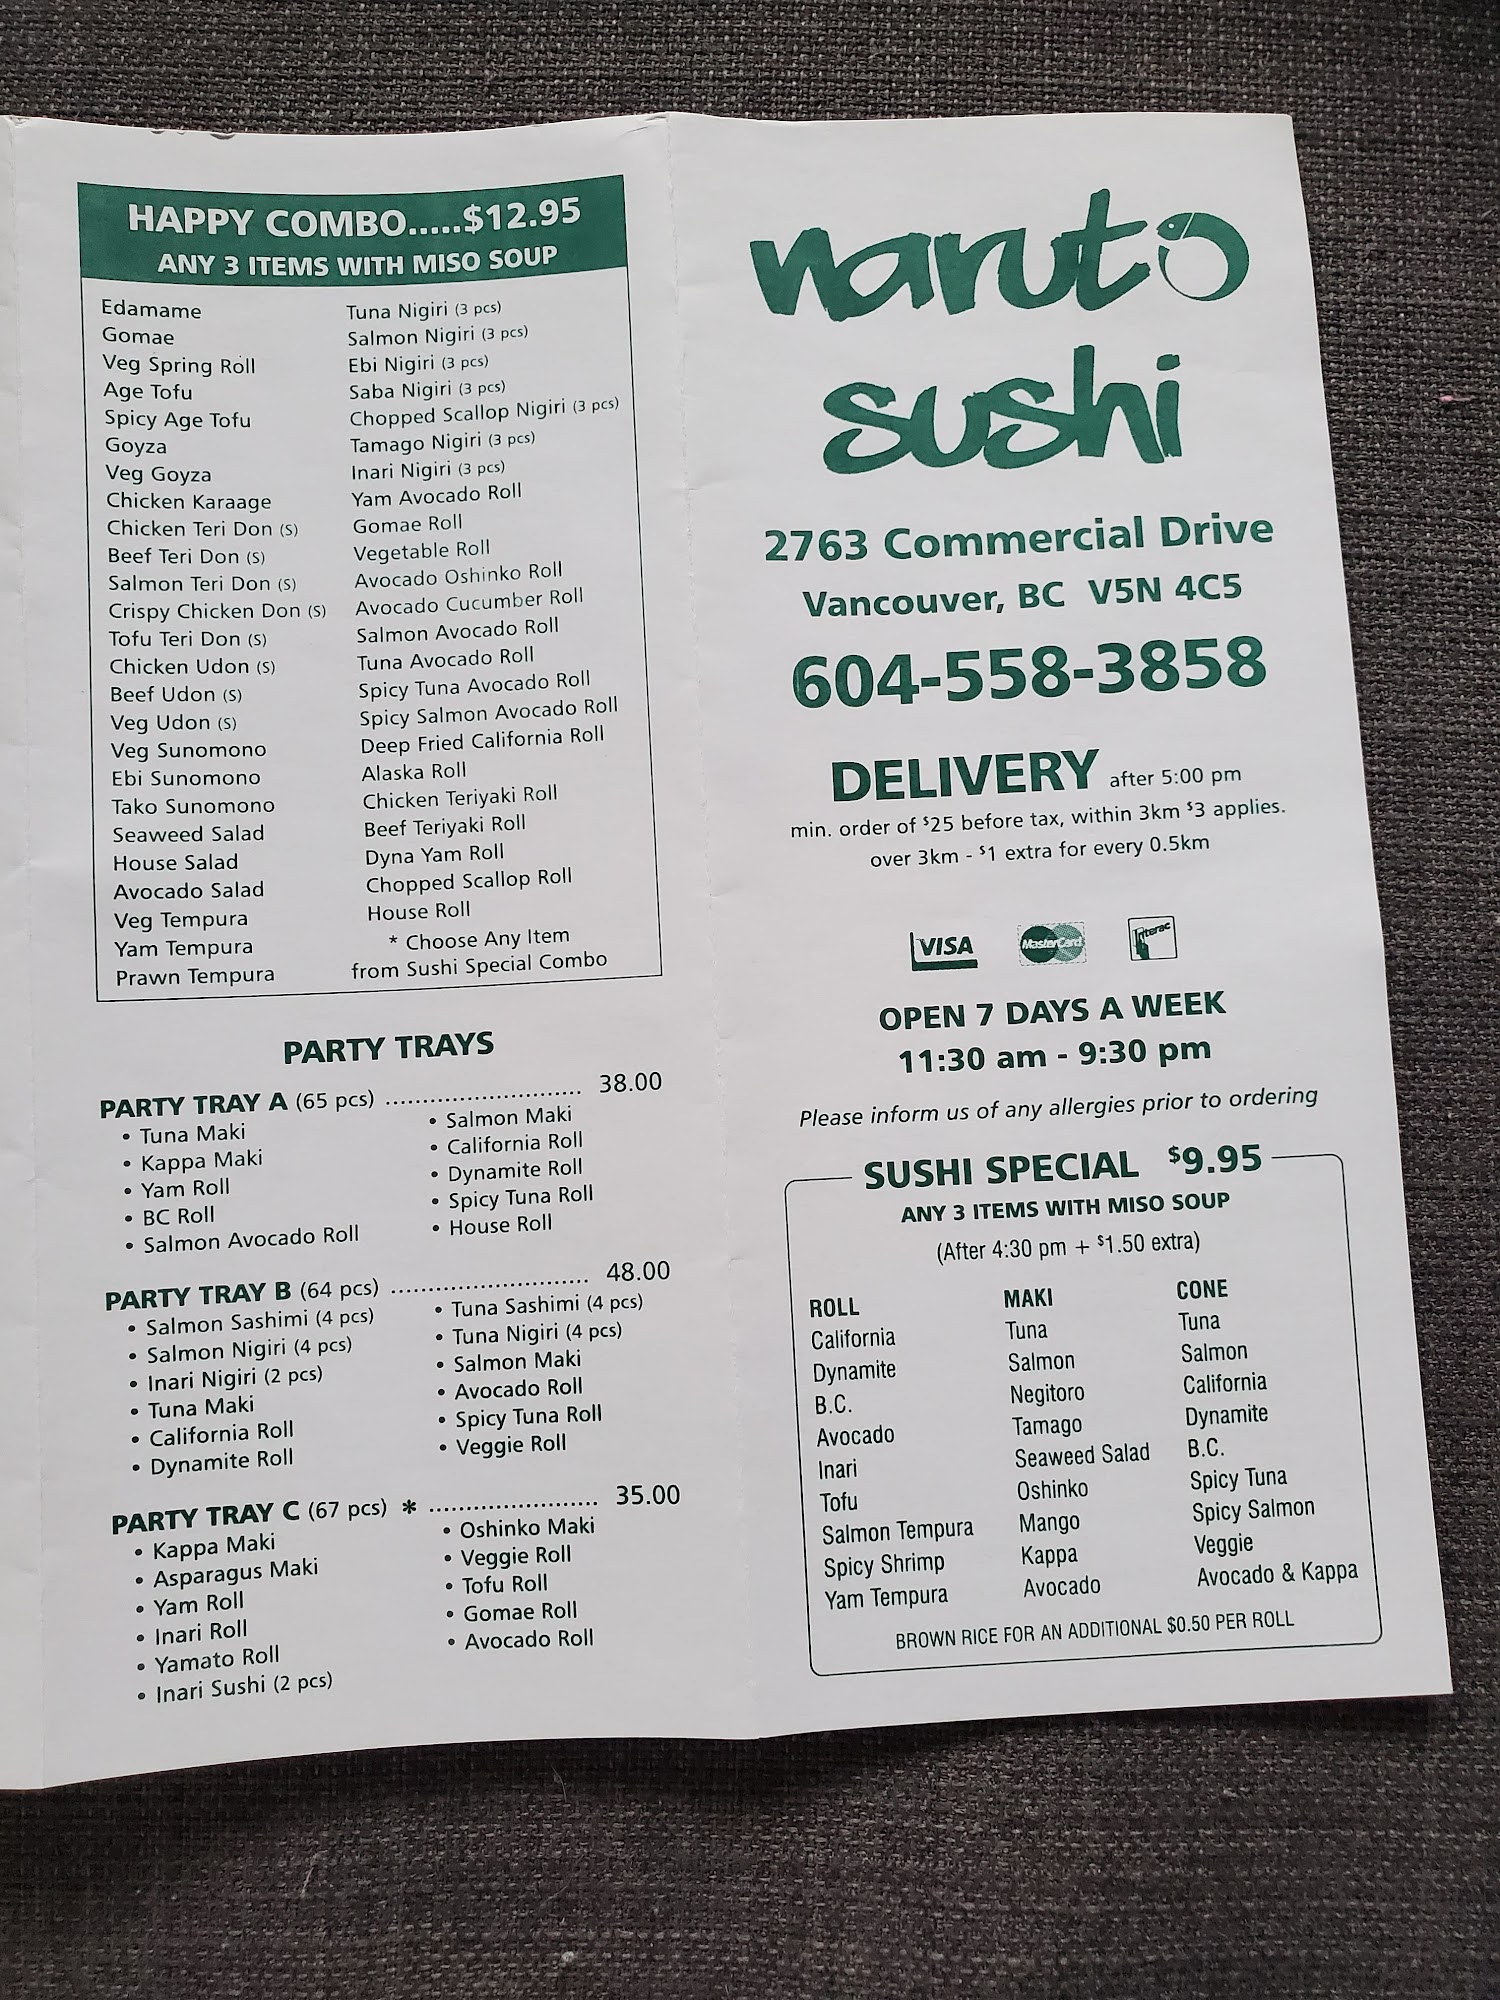 HAPPY COMBO.....$12.95
ANY 3 ITEMS WITH MISO SOUP
Edamame
Gomae
Veg Spring Roll
Age Tofu
Spicy Age Tofu
Goyza
Veg Goyza
Chicken Karaage
Chicken Teri Don (S)
Beef Teri Don (S)
Salmon Teri Don (S)
Crispy Chicken Don (S)
Tofu Teri Don (S)
Chicken Udon (S)
Beef Udon (S)
Veg Udon (S)
Veg Sunomono
Ebi Sunomono
Tako Sunomono
Seaweed Salad
House Salad
Avocado Salad
Veg Tempura
Yam Tempura
Prawn Tempura
Tuna Nigiri (3 pcs)
Salmon Nigiri (3 pcs)
Ebi Nigiri (3 pcs)
Saba Nigiri (3 pcs)
Chopped Scallop Nigiri (3 pcs)
Tamago Nigiri (3 pcs)
Inari Nigiri (3 pcs)
Yam Avocado Roll
Gomae Roll
Vegetable Roll
Avocado Oshinko Roll
Avocado Cucumber Roll
Salmon Avocado Roll
Tuna Avocado Roll
Spicy Tuna Avocado Roll
Spicy Salmon Avocado Roll
Deep Fried California Roll
Alaska Roll
Chicken Teriyaki Roll
Beef Teriyaki Roll
Dyna Yam Roll
Chopped Scallop Roll
House Roll
* Choose Any Item
from Sushi Special Combo
PARTY TRAYS
PARTY TRAY A (65 pcs) ............................ 38.00
• Tuna Maki
• Kappa Maki
• Yam Roll
• BC Roll
• Salmon Avocado Roll
• Salmon Maki
• California Roll
• Dynamite Roll
• Spicy Tuna Roll
• House Roll
PARTY TRAY B (64 pcs) ............................ 48.00
• Salmon Sashimi (4 pcs)
• Salmon Nigiri (4 pcs)
• Inari Nigiri (2 pcs)
• Tuna Maki
• California Roll
• Dynamite Roll
• Tuna Sashimi (4 pcs)
• Tuna Nigiri (4 pcs)
• Salmon Maki
• Avocado Roll
• Spicy Tuna Roll
• Veggie Roll
PARTY TRAY C (67 pcs) * ........................ 35.00
• Kappa Maki
• Asparagus Maki
• Yam Roll
• Inari Roll
• Yamato Roll
• Inari Sushi (2 pcs)
• Oshinko Maki
• Veggie Roll
• Tofu Roll
• Gomae Roll
• Avocado Roll
naruto
sushi
2763 Commercial Drive
Vancouver, BC V5N 4C5
604-558-3858
DELIVERY after 5:00 pm
min. order of $25 before tax, within 3km $3 applies.
over 3km - $1 extra for every 0.5km
VISA MasterCard Interac
OPEN 7 DAYS A WEEK
11:30 am - 9:30 pm
Please inform us of any allergies prior to ordering
SUSHI SPECIAL $9.95
ANY 3 ITEMS WITH MISO SOUP
(After 4:30 pm + $1.50 extra)
ROLL
California
Dynamite
B.C.
Avocado
Inari
Tofu
Salmon Tempura
Spicy Shrimp
Yam Tempura
MAKI
Tuna
Salmon
Negitoro
Tamago
Seaweed Salad
Oshinko
Mango
Kappa
Avocado
CONE
Tuna
Salmon
California
Dynamite
B.C.
Spicy Tuna
Spicy Salmon
Veggie
Avocado & Kappa
BROWN RICE FOR AN ADDITIONAL $0.50 PER ROLL